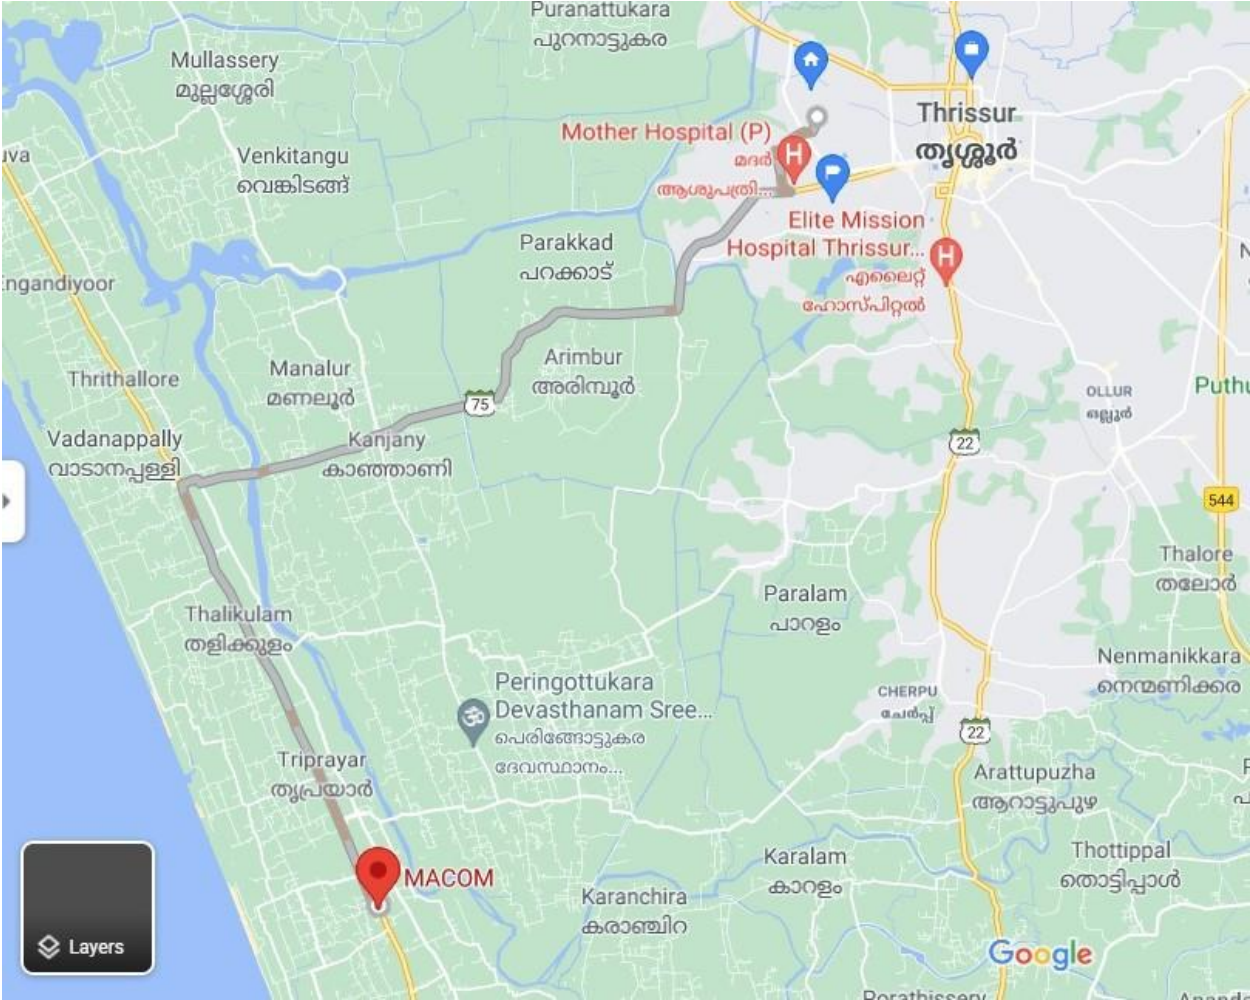 Puranattukara
പുറനാട്ടുകര
Mullassery
മുല്ലശ്ശേരി
Thrissur
തൃശ്ശൂർ
Mother Hospital (P)
മദർ
ആശുപത്രി...
Venkitangu
വെങ്കിടങ്ങ്
Elite Mission
Hospital Thrissur...
എലൈറ്റ്
ഹോസ്പിറ്റൽ
Parakkad
പറക്കാട്
Engandiyoor
Arimbur
അരിമ്പൂർ
Manalur
മണലൂർ
Thrithallore
OLLUR
ഒല്ലൂർ
75
Vadanappally
വാടാനപ്പള്ളി
Kanjany
കാഞ്ഞാണി
22
544
Thalore
തലോർ
Paralam
പാറളം
Thalikulam
തളിക്കുളം
Nenmanikkara
നെന്മണിക്കര
Peringottukara
Devasthanam Sree...
പെരിങ്ങോട്ടുകര
ദേവസ്ഥാനം...
CHERPU
ചേർപ്പ്
22
Triprayar
തൃപ്രയാർ
Arattupuzha
ആറാട്ടുപുഴ
MACOM
Karalam
കാറളം
Thottippal
തൊട്ടിപ്പാൾ
Karanchira
കരാഞ്ചിറ
Layers
Google
Porathissery